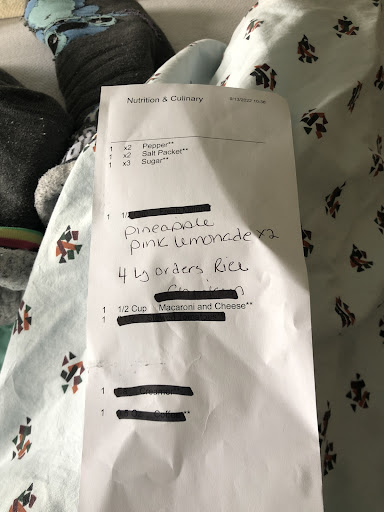 Nutrition & Culinary
1 x2 Pepper**
1 x2 Salt Packet**
1 x3 Sugar**
1 1/2
Pineapple
Pink Lemonade x2
4 orders Rice
1 1/2 Cup Macaroni and Cheese**
1
1
1 **